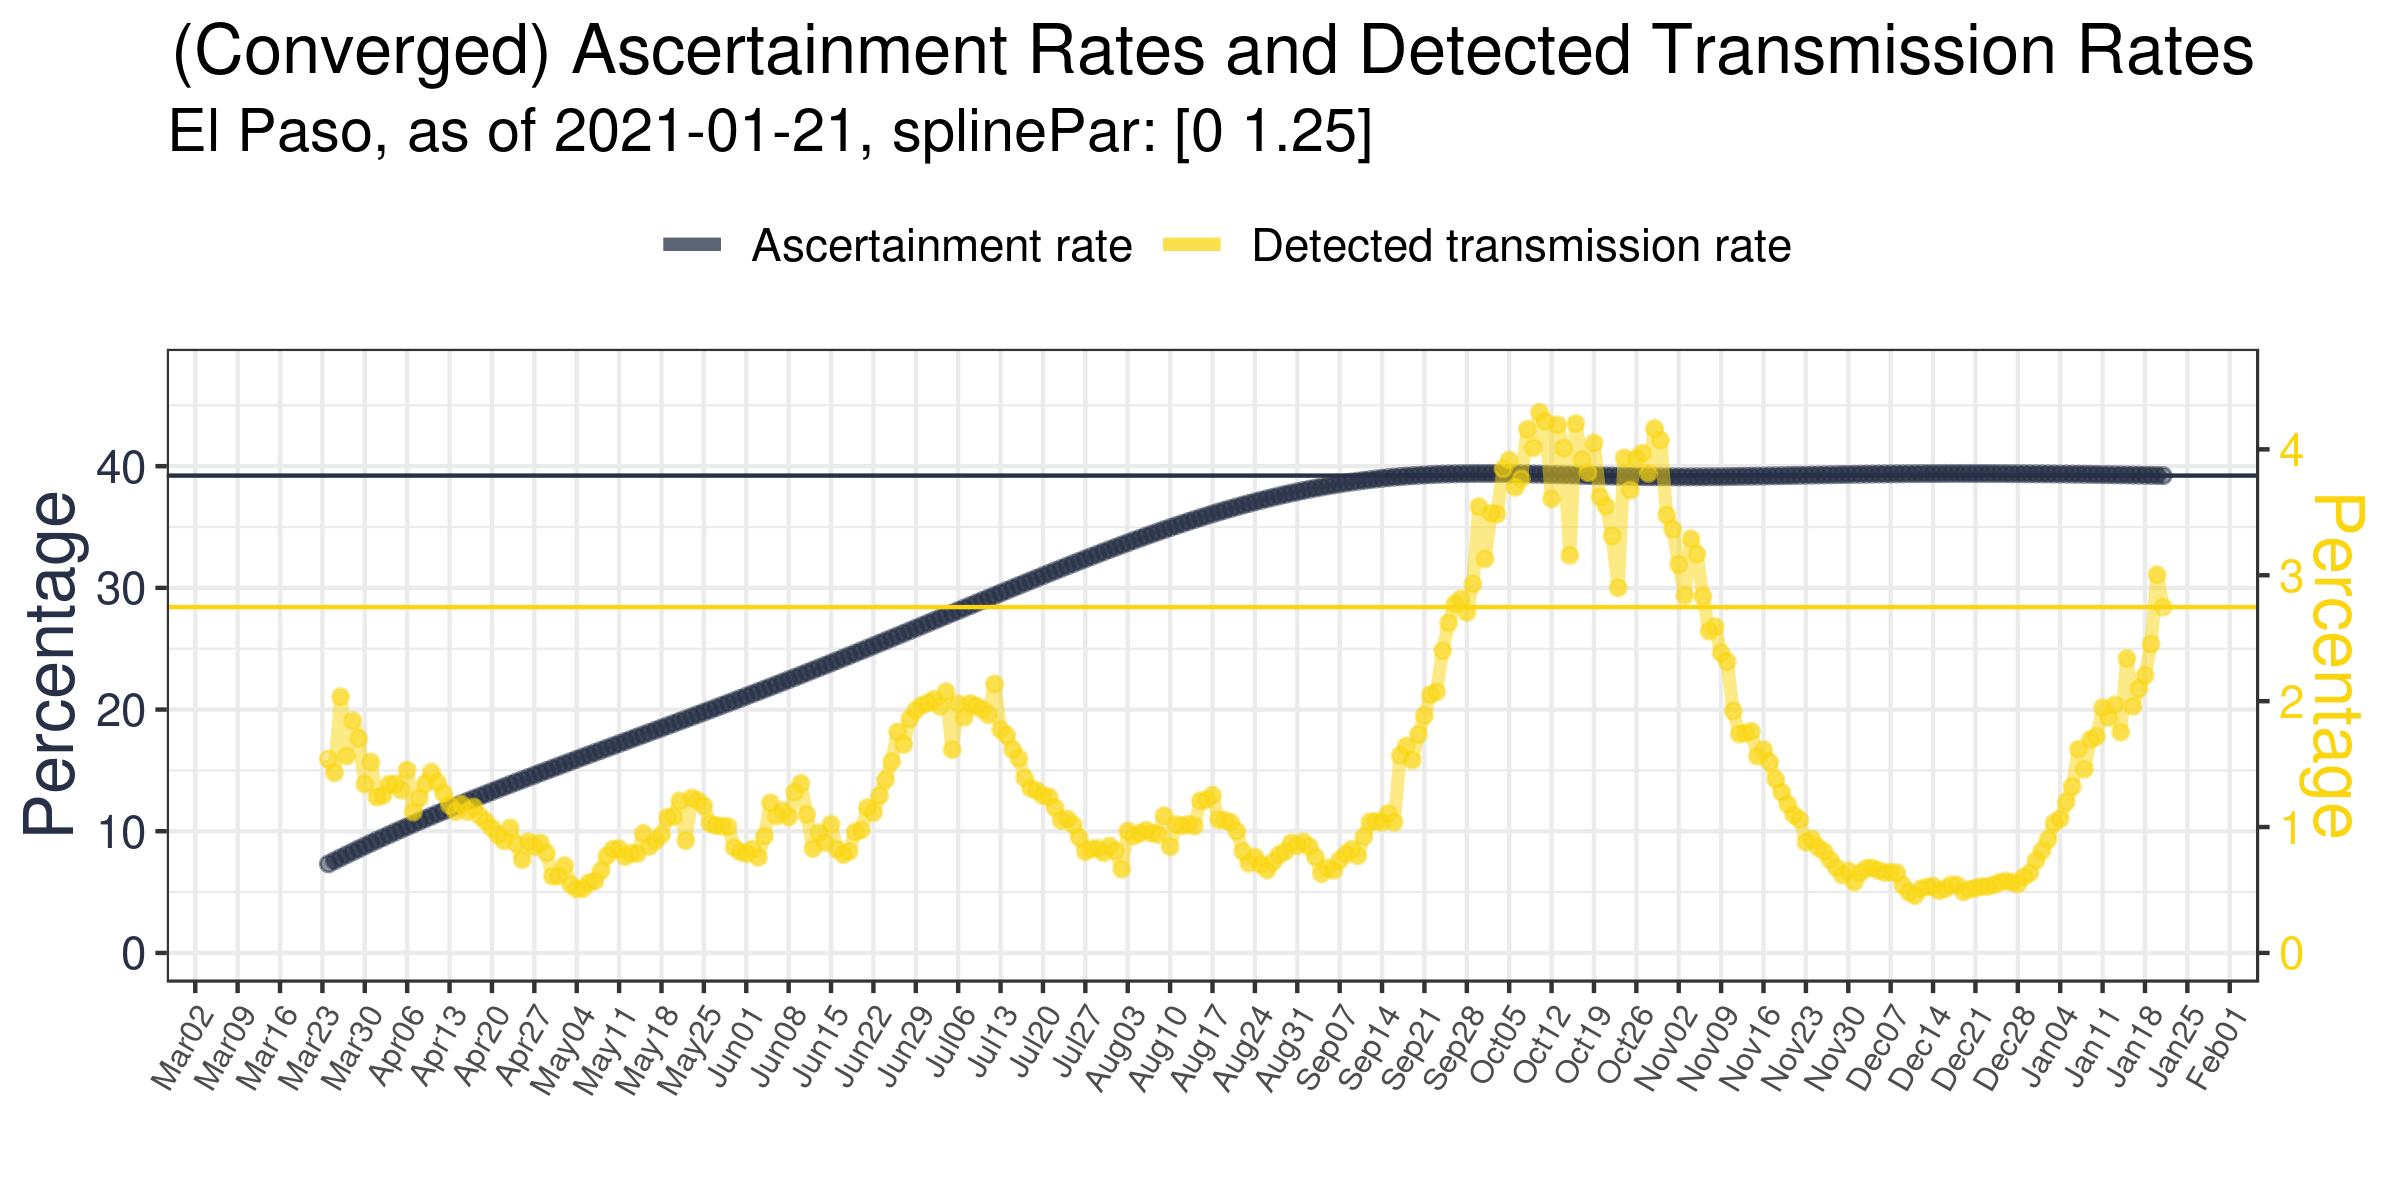 (Converged) Ascertainment Rates and Detected Transmission Rates
El Paso, as of 2021-01-21, splinePar: [0 1.25]
Ascertainment rate
Detected transmission rate
Percentage
40
30
20
10
0
4
3
2
1
0
Percentage
Mar02
Mar09
Mar16
Mar23
Mar30
Apr06
Apr13
Apr20
Apr27
May04
May11
May18
May25
Jun01
Jun08
Jun15
Jun22
Jun29
Jul06
Jul13
Jul20
Jul27
Aug03
Aug10
Aug17
Aug24
Aug31
Sep07
Sep14
Sep21
Sep28
Oct05
Oct12
Oct19
Oct26
Nov02
Nov09
Nov16
Nov23
Nov30
Dec07
Dec14
Dec21
Dec28
Jan04
Jan11
Jan18
Jan25
Feb01